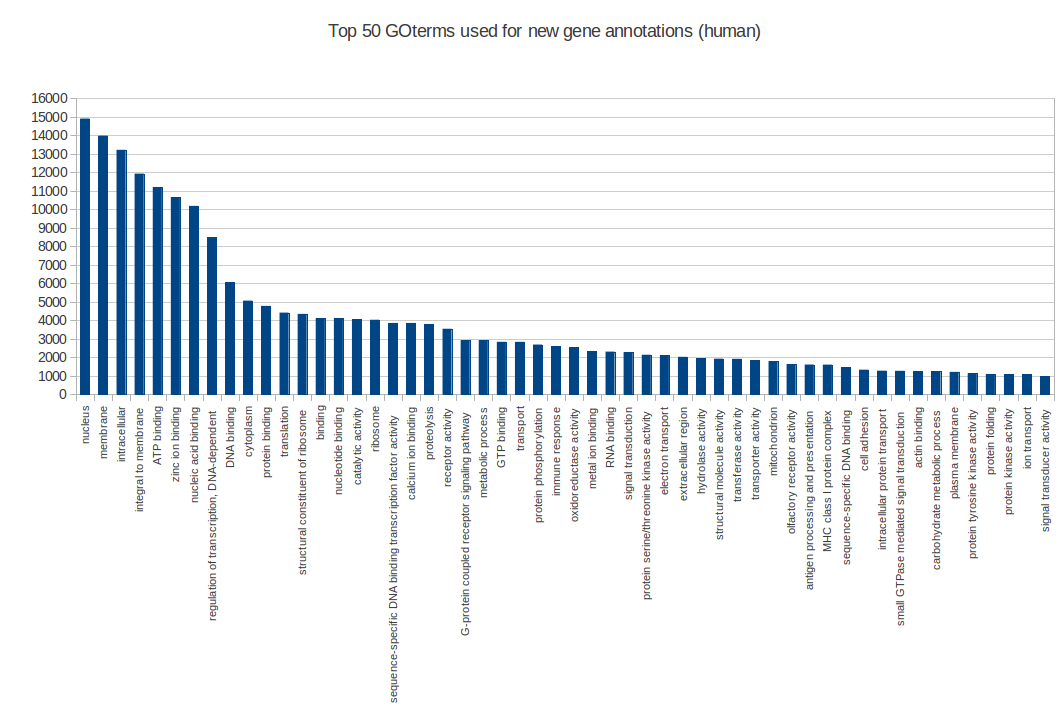 Top 50 GOterms used for new gene annotations (human)
16000
15000
14000
13000
12000
11000
10000
9000
8000
7000
6000
5000
4000
3000
2000
1000
0
nucleus
membrane
intracellular
integral to membrane
ATP binding
zinc ion binding
nucleic acid binding
regulation of transcription, DNA-dependent
DNA binding
cytoplasm
protein binding
translation
structural constituent of ribosome
binding
nucleotide binding
catalytic activity
ribosome
sequence-specific DNA binding transcription factor activity
calcium ion binding
proteolysis
receptor activity
G-protein coupled receptor signaling pathway
metabolic process
GTP binding
transport
protein phosphorylation
immune response
oxidoreductase activity
metal ion binding
RNA binding
signal transduction
protein serine/threonine kinase activity
electron transport
extracellular region
hydrolase activity
structural molecule activity
transferase activity
transporter activity
mitochondrion
olfactory receptor activity
antigen processing and presentation
MHC class I protein complex
sequence-specific DNA binding
cell adhesion
intracellular protein transport
small GTPase mediated signal transduction
actin binding
carbohydrate metabolic process
plasma membrane
protein tyrosine kinase activity
protein folding
protein kinase activity
ion transport
signal transducer activity